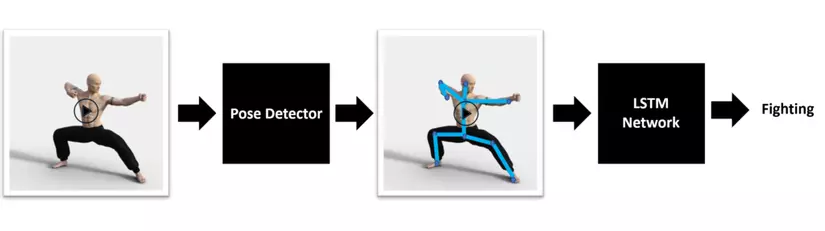 Pose Detector
LSTM
Network
Fighting